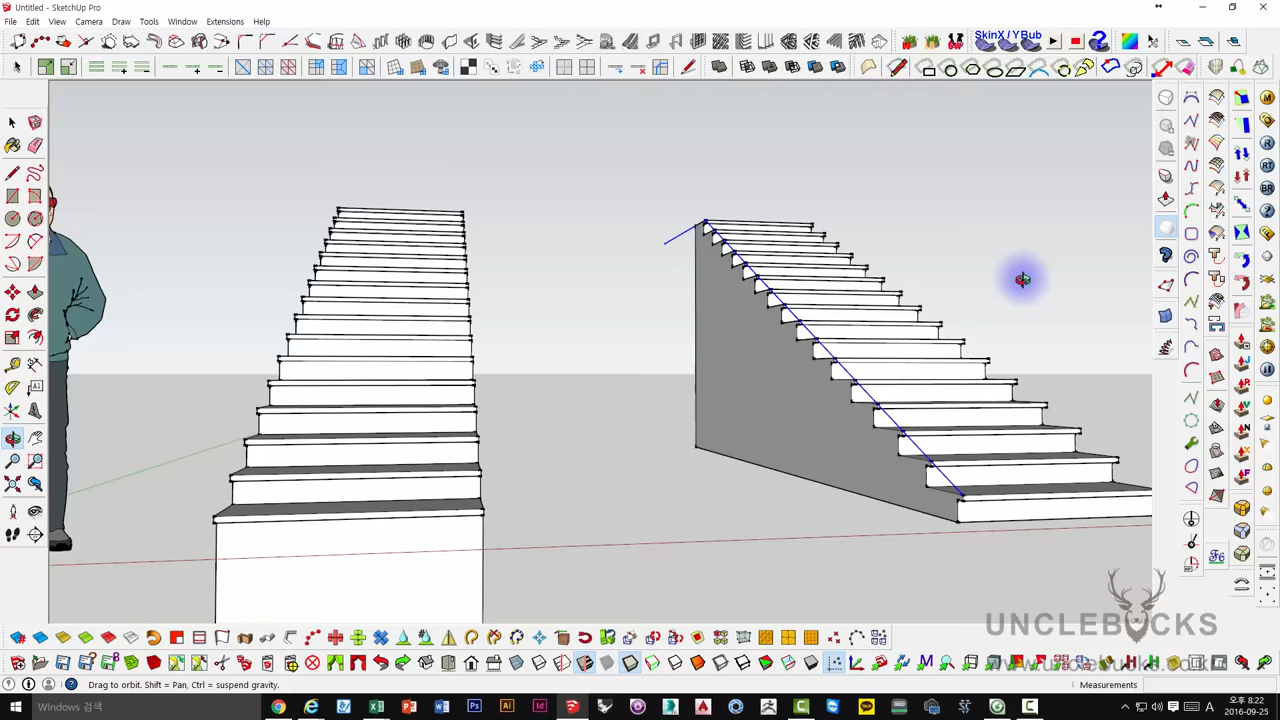 Untitled - SketchUp Pro
File Edit View Camera Draw Tools Window Extensions Help
SkinX / YBub
UNCLEBUCKS
Drag to orbit. Shift = Pan, Ctrl = suspend gravity.
Measurements
Windows 검색
오후 8:22
2016-09-25